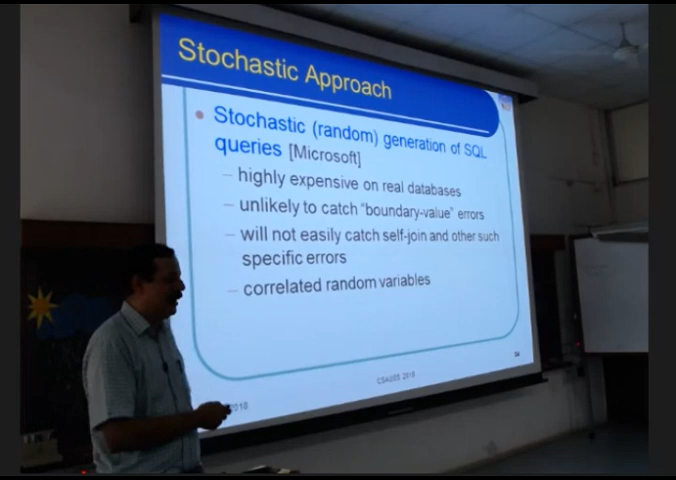 Stochastic Approach
• Stochastic (random) generation of SQL
queries [Microsoft]
– highly expensive on real databases
– unlikely to catch “boundary-value” errors
– will not easily catch self-join and other such
specific errors
– correlated random variables
2018